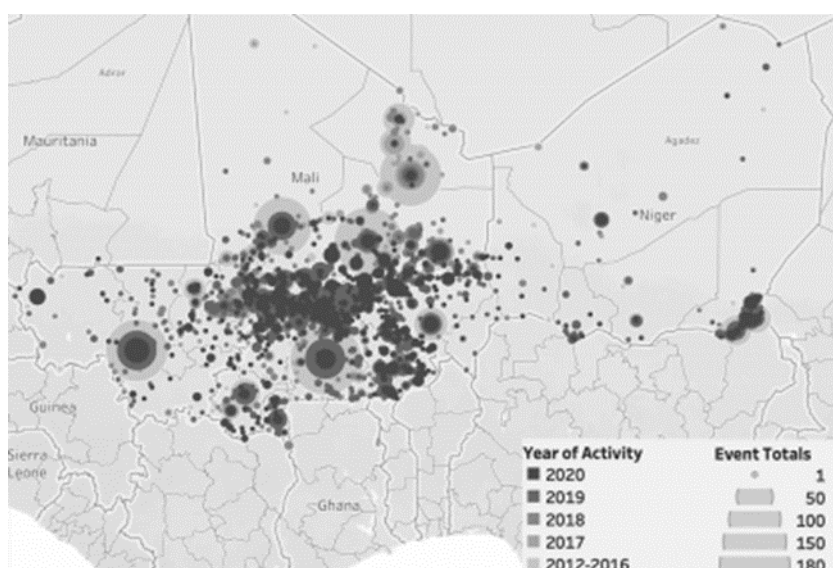 Adrar
Mauritania
Mali
Agadez
Niger
Guinea
Sierra
Leone
Ghana
Year of Activity
2020
2019
2018
2017
2012-2016
Event Totals
1
50
100
150
180